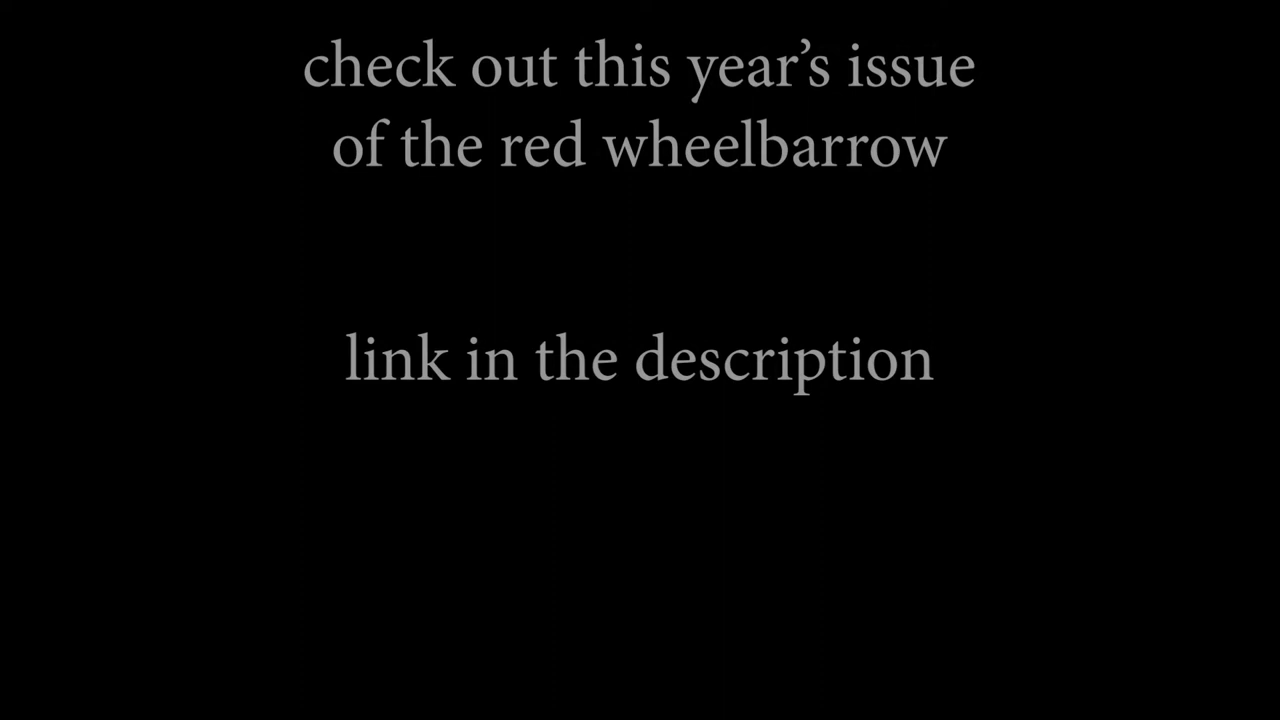 check out this year’s issue
of the red wheelbarrow
link in the description